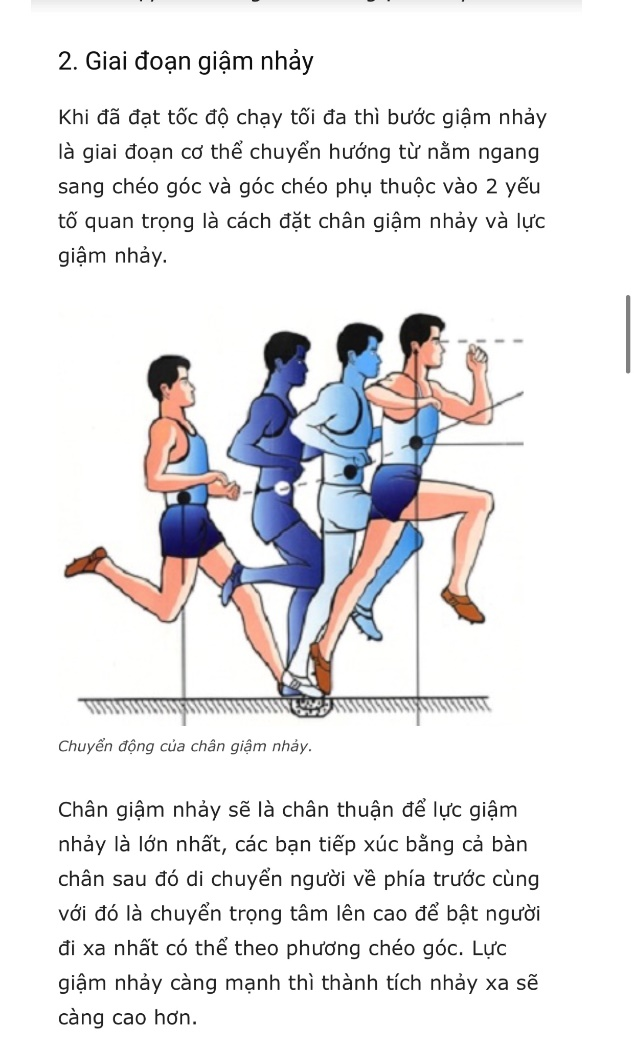 2. Giai đoạn giậm nhảy
Khi đã đạt tốc độ chạy tối đa thì bước giậm nhảy
là giai đoạn cơ thể chuyển hướng từ nằm ngang
sang chéo góc và góc chéo phụ thuộc vào 2 yếu
tố quan trọng là cách đặt chân giậm nhảy và lực
giậm nhảy.
Chuyển động của chân giậm nhảy.
Chân giậm nhảy sẽ là chân thuận để lực giậm
nhảy là lớn nhất, các bạn tiếp xúc bằng cả bàn
chân sau đó di chuyển người về phía trước cùng
với đó là chuyển trọng tâm lên cao để bật người
đi xa nhất có thể theo phương chéo góc. Lực
giậm nhảy càng mạnh thì thành tích nhảy xa sẽ
càng cao hơn.